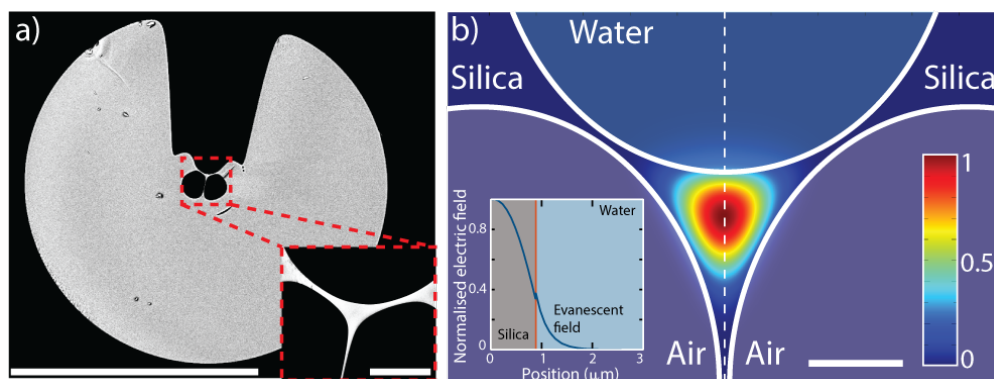 a)
b)
Water
Silica
Silica
1
0.5
0
Normalised electric field
0.8
0.4
0
Water
Evanescent
field
Silica
0
1
2
3
Position (μm)
Air
Air